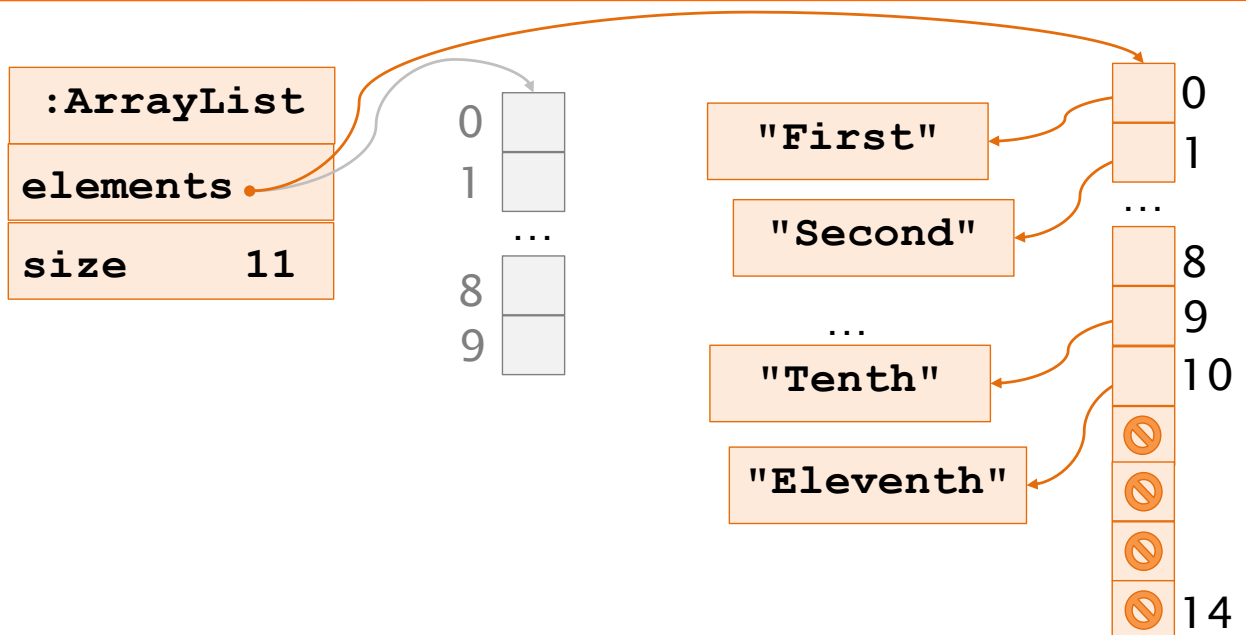 :ArrayList
elements
size 11
0
1
...
8
9
"First"
"Second"
...
"Tenth"
"Eleventh"
0
1
...
8
9
10
14